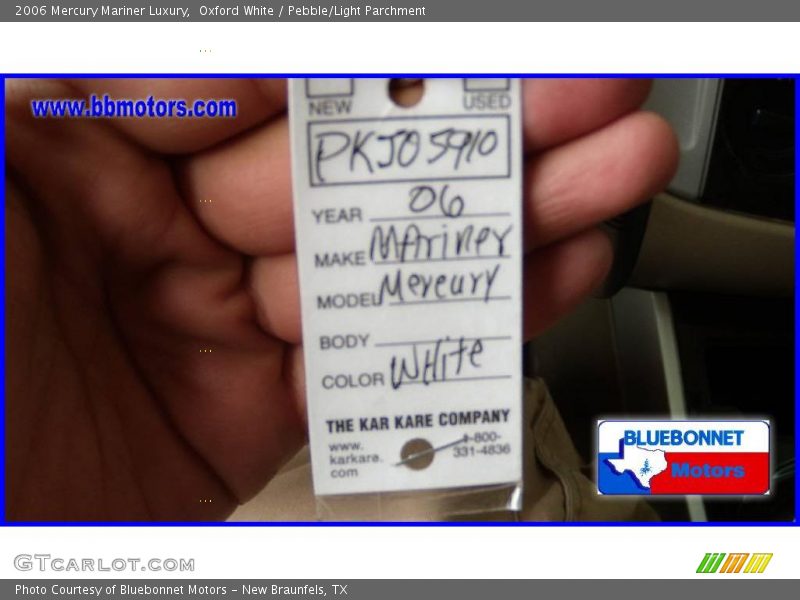 2006 Mercury Mariner Luxury,  Oxford White / Pebble/Light Parchment
www.bbmotors.com
NEW USED
PKJ05910
YEAR 06
MAKE MAriner
MODEL Mercury
BODY
COLOR WHite
THE KAR KARE COMPANY
www.
karkare.
com
1-800-
331-4836
BLUEBONNET
Motors
GTCARLOT.COM
Photo Courtesy of Bluebonnet Motors - New Braunfels, TX